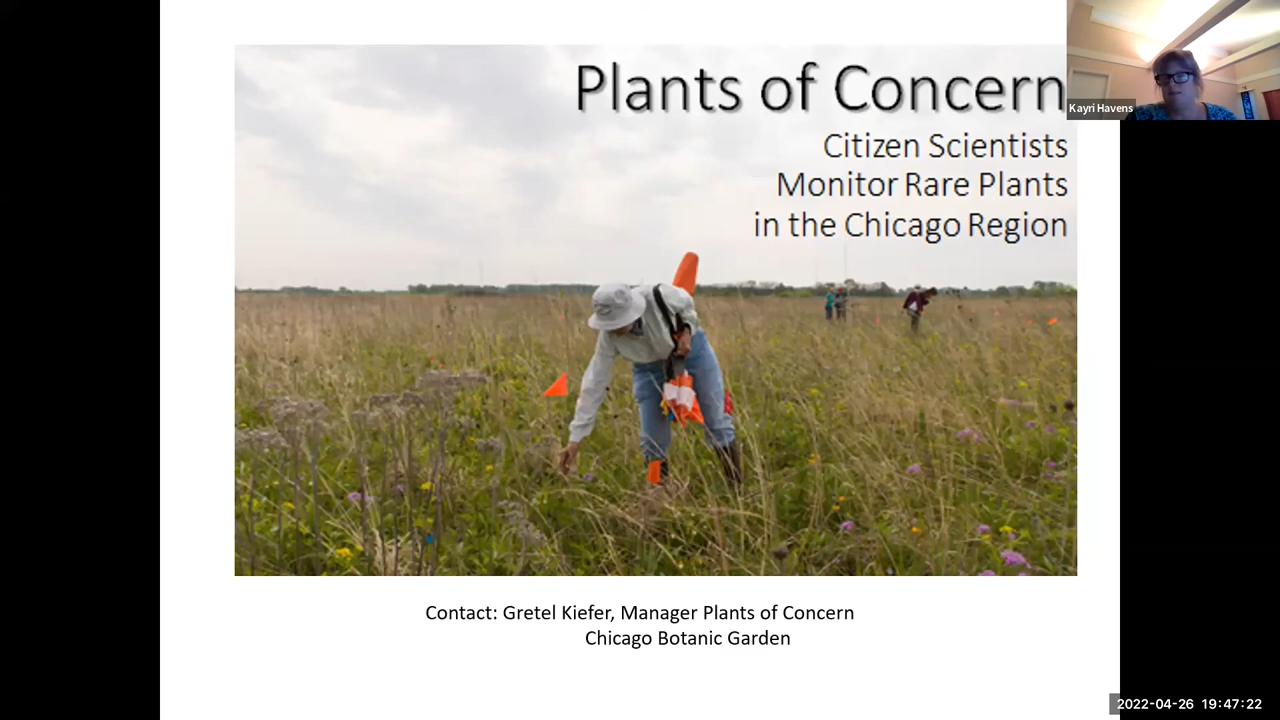 Plants of Concern
Citizen Scientists
Monitor Rare Plants
in the Chicago Region
Kayri Havens
Contact: Gretel Kiefer, Manager Plants of Concern
Chicago Botanic Garden
2022-04-26 19:47:22